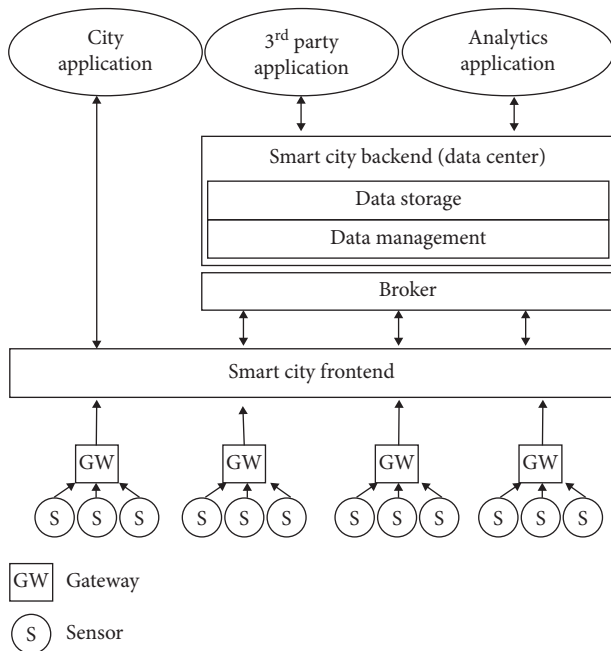 City
application
3rd party
application
Analytics
application
Smart city backend (data center)
Data storage
Data management
Broker
Smart city frontend
GW GW GW GW
S S S S S S S S S S S S
GW Gateway
S Sensor